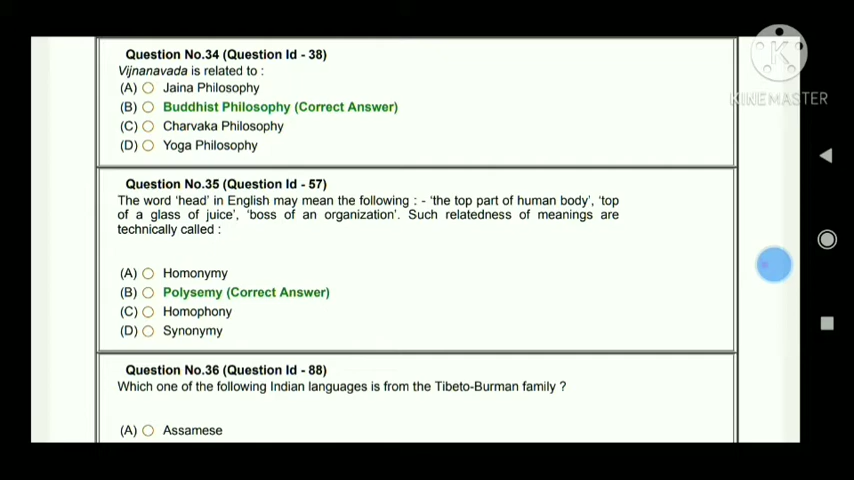 Question No.34 (Question Id - 38)
Vijnanavada is related to :
(A) Jaina Philosophy
(B) Buddhist Philosophy (Correct Answer)
(C) Charvaka Philosophy
(D) Yoga Philosophy
Question No.35 (Question Id - 57)
The word ‘head’ in English may mean the following : - ‘the top part of human body’, ‘top
of a glass of juice’, ‘boss of an organization’. Such relatedness of meanings are
technically called :
(A) Homonymy
(B) Polysemy (Correct Answer)
(C) Homophony
(D) Synonymy
Question No.36 (Question Id - 88)
Which one of the following Indian languages is from the Tibeto-Burman family ?
(A) Assamese
K
KINEMASTER